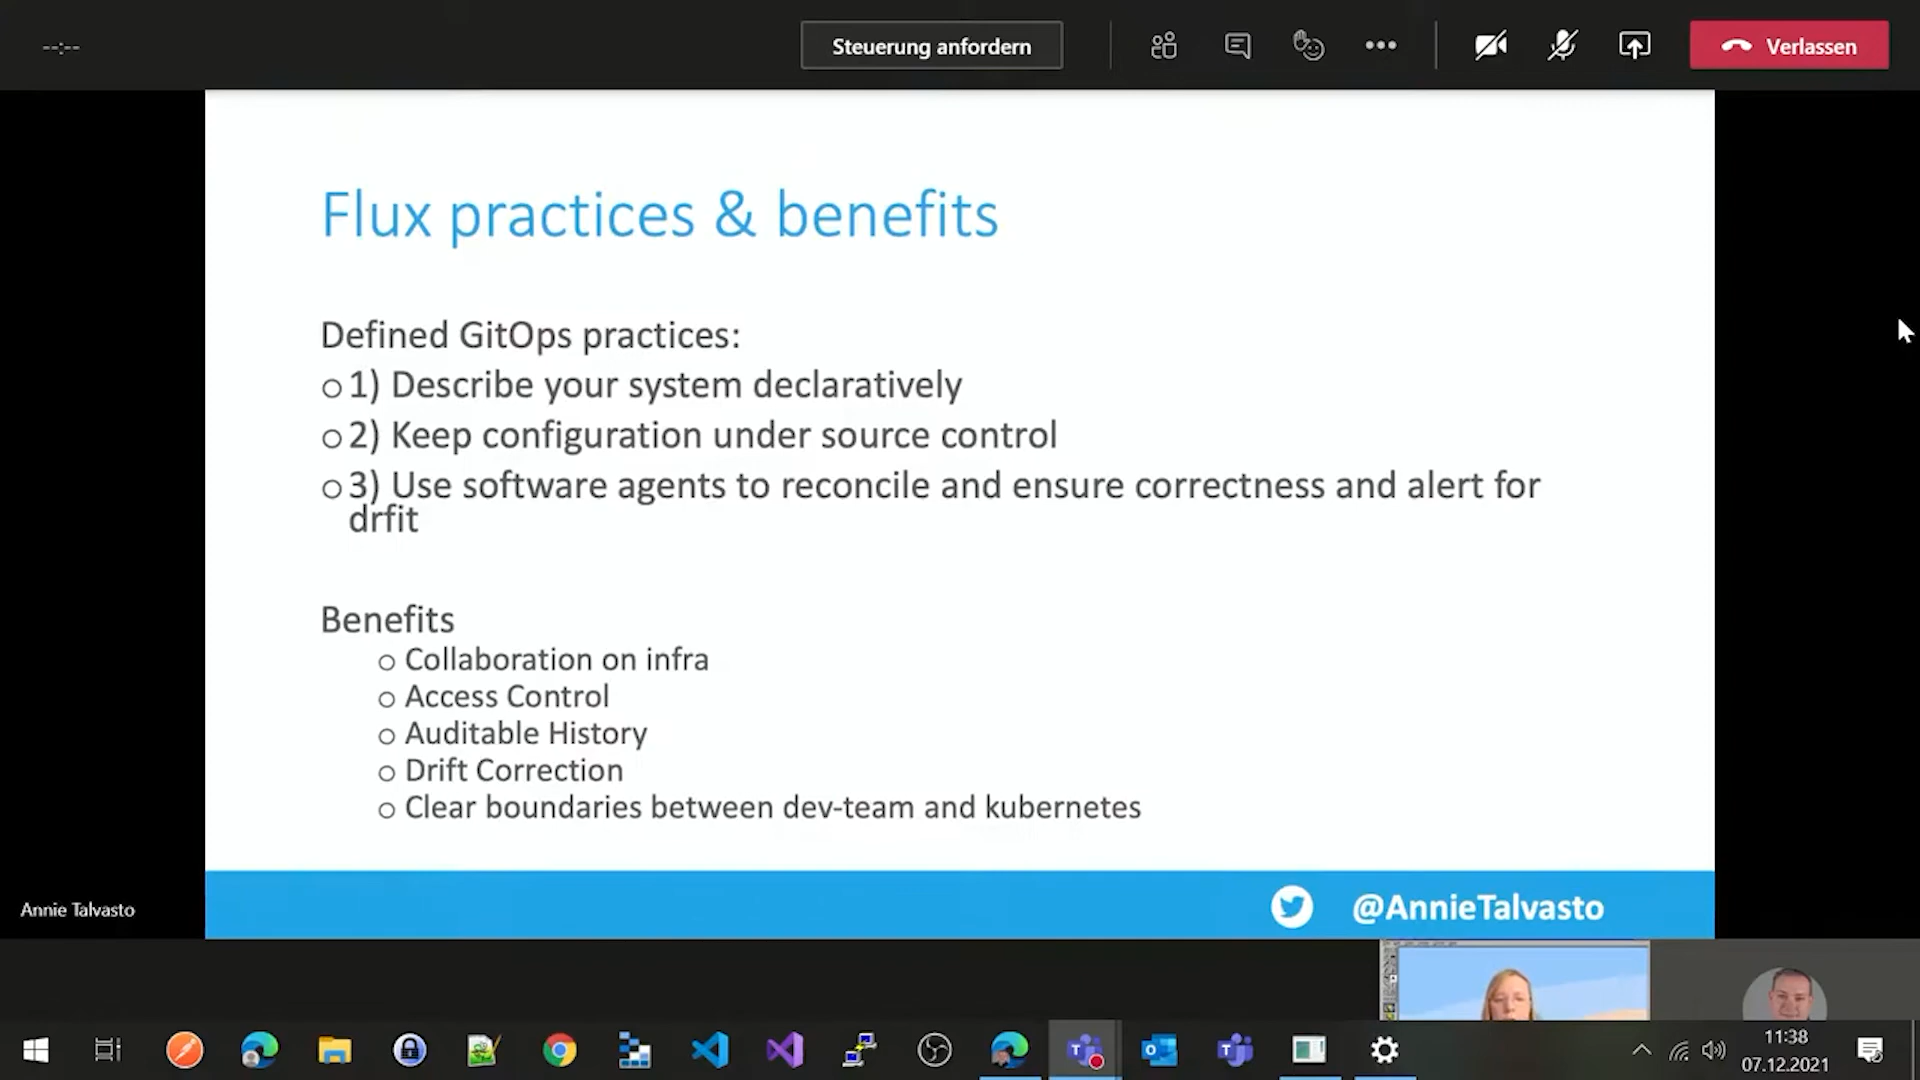 --:--
Steuerung anfordern
Verlassen
Flux practices & benefits
Defined GitOps practices:
o 1) Describe your system declaratively
o 2) Keep configuration under source control
o 3) Use software agents to reconcile and ensure correctness and alert for
drfit
Benefits
o Collaboration on infra
o Access Control
o Auditable History
o Drift Correction
o Clear boundaries between dev-team and kubernetes
Annie Talvasto
@AnnieTalvasto
11:38
07.12.2021